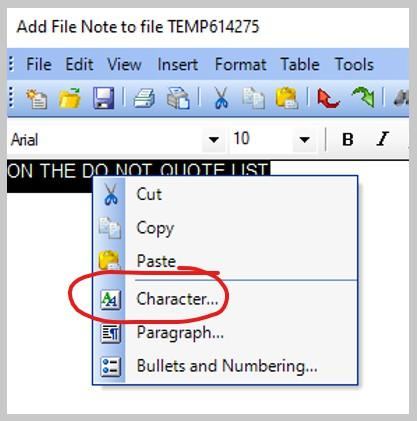 Add File Note to file TEMP614275
File Edit View Insert Format Table Tools
Arial 10 B I
ON THE DO NOT QUOTE LIST
Cut
Copy
Paste
Character...
Paragraph...
Bullets and Numbering...